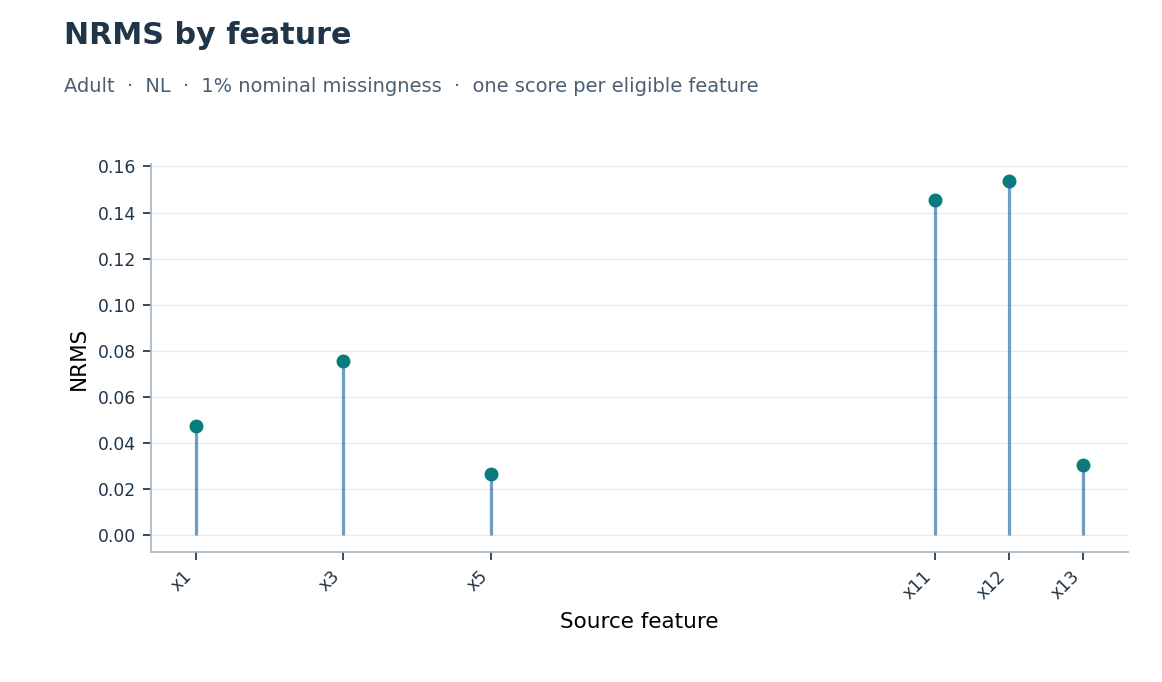 NRMS by feature
Adult · NL · 1% nominal missingness · one score per eligible feature
0.16
0.14
0.12
0.10
0.08
0.06
0.04
0.02
0.00
NRMS
x1
x3
x5
x11
x12
x13
Source feature